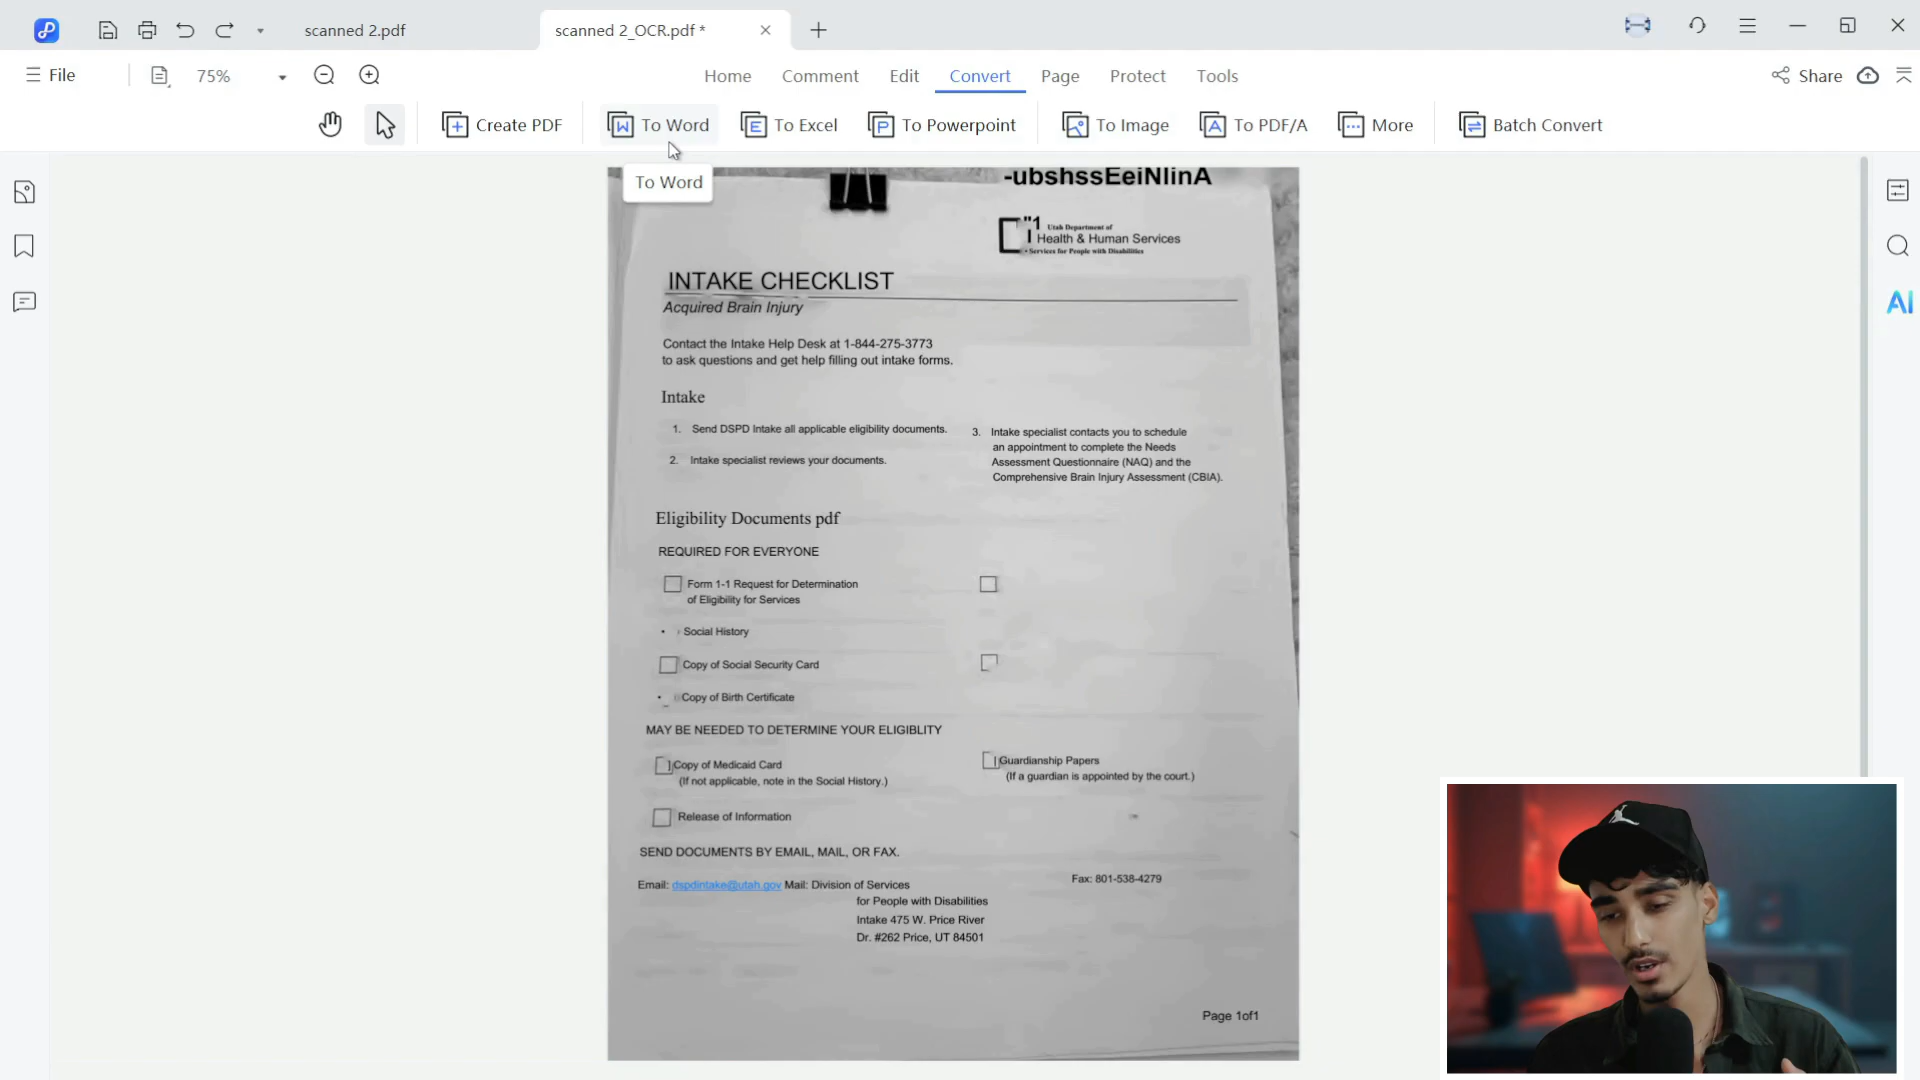 scanned 2.pdf
scanned 2_OCR.pdf *
File
75%
Home
Comment
Edit
Convert
Page
Protect
Tools
Share
Create PDF
To Word
To Excel
To Powerpoint
To Image
To PDF/A
More
Batch Convert
To Word
AI
-ubshssEeiNlinA
"1
Utah Department of
Health & Human Services
Services for People with Disabilities
INTAKE CHECKLIST
Acquired Brain Injury
Contact the Intake Help Desk at 1-844-275-3773
to ask questions and get help filling out intake forms.
Intake
1. Send DSPD Intake all applicable eligibility documents.
2. Intake specialist reviews your documents.
3. Intake specialist contacts you to schedule
an appointment to complete the Needs
Assessment Questionnaire (NAQ) and the
Comprehensive Brain Injury Assessment (CBIA).
Eligibility Documents pdf
REQUIRED FOR EVERYONE
Form 1-1 Request for Determination
of Eligibility for Services
• Social History
Copy of Social Security Card
• Copy of Birth Certificate
MAY BE NEEDED TO DETERMINE YOUR ELIGIBLITY
Copy of Medicaid Card
(If not applicable, note in the Social History.)
Guardianship Papers
(If a guardian is appointed by the court.)
Release of Information
SEND DOCUMENTS BY EMAIL, MAIL, OR FAX.
Email: dspdintake@utah.gov Mail: Division of Services
for People with Disabilities
Intake 475 W. Price River
Dr. #262 Price, UT 84501
Fax: 801-538-4279
Page 1of1